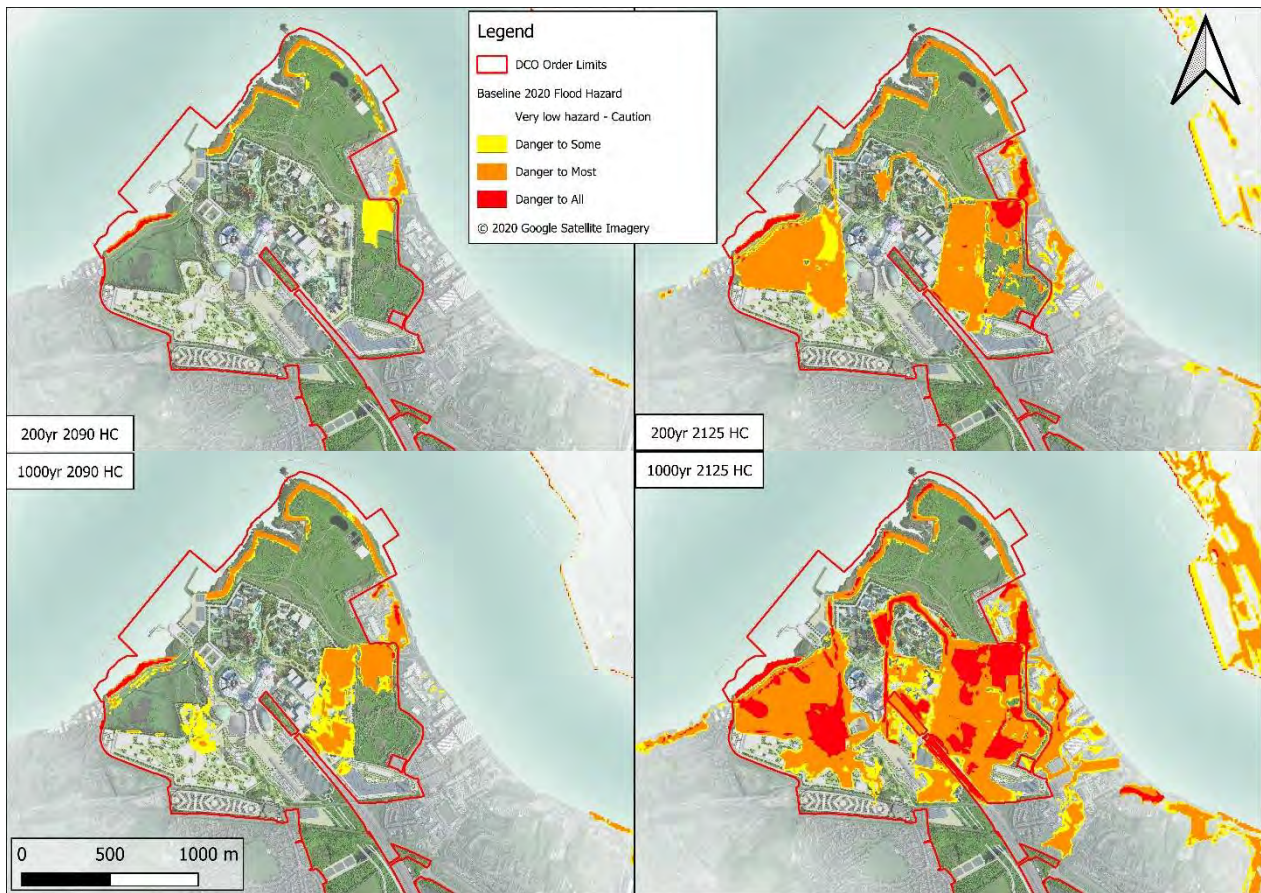 Legend
DCO Order Limits
Baseline 2020 Flood Hazard
Very low hazard - Caution
Danger to Some
Danger to Most
Danger to All
© 2020 Google Satellite Imagery
200yr 2090 HC
200yr 2125 HC
1000yr 2090 HC
1000yr 2125 HC
0 500 1000 m